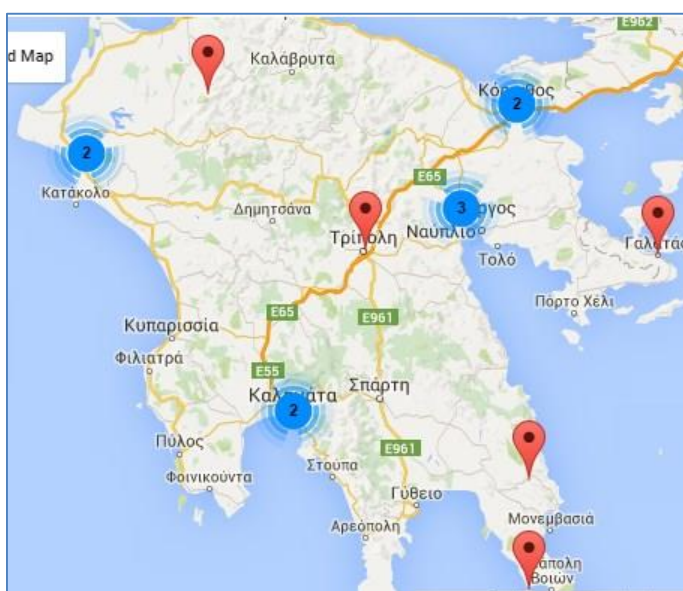 E962
d Map
Καλάβρυτα
2
2
E65
Κατάκολο
Δημητσάνα
3
Ναύπλιο
Τρίπολη
Τολό
E65
E961
Πόρτο Χέλι
Κυπαρισσία
Φιλιατρά
E55
Σπάρτη
2
Πύλος
E961
Στούπα
Φοινικούντα
Γύθειο
Μονεμβασιά
Αρεόπολη
Βοιών